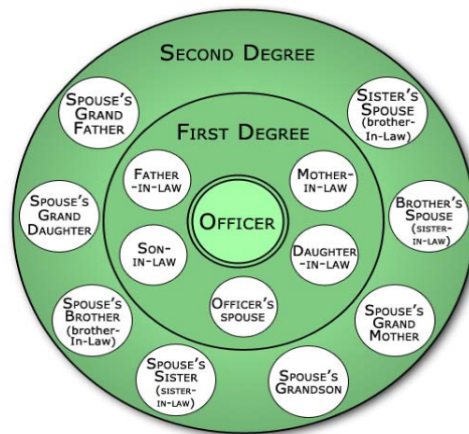 SECOND DEGREE
SPOUSE'S
GRAND
FATHER
SISTER'S
SPOUSE
(brother-
In-Law)
FIRST DEGREE
FATHER
-IN-LAW
MOTHER-
IN-LAW
SPOUSE'S
GRAND
DAUGHTER
OFFICER
BROTHER'S
SPOUSE
(SISTER-
IN-LAW)
SON-
IN-LAW
DAUGHTER
-IN-LAW
OFFICER'S
SPOUSE
SPOUSE'S
BROTHER
(brother-
In-Law)
SPOUSE'S
GRAND
MOTHER
SPOUSE'S
SISTER
(SISTER-
IN-LAW)
SPOUSE'S
GRANDSON